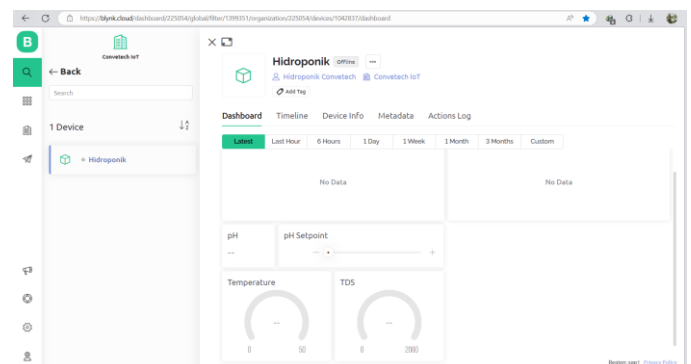 https://blynk.cloud/dashboard/225054/global/filter/1399351/organization/225054/devices/1042837/dashboard
B
Convetech IoT
← Back
Search
1 Device
Hidroponik
Hidroponik Offline ...
Hidroponik Convetech Convetech IoT
Add Tag
Dashboard Timeline Device Info Metadata Actions Log
Latest Last Hour 6 Hours 1 Day 1 Week 1 Month 3 Months Custom
No Data No Data
pH pH Setpoint
-- − +
Temperature TDS
-- --
0 50 0 2000
Privacy Policy